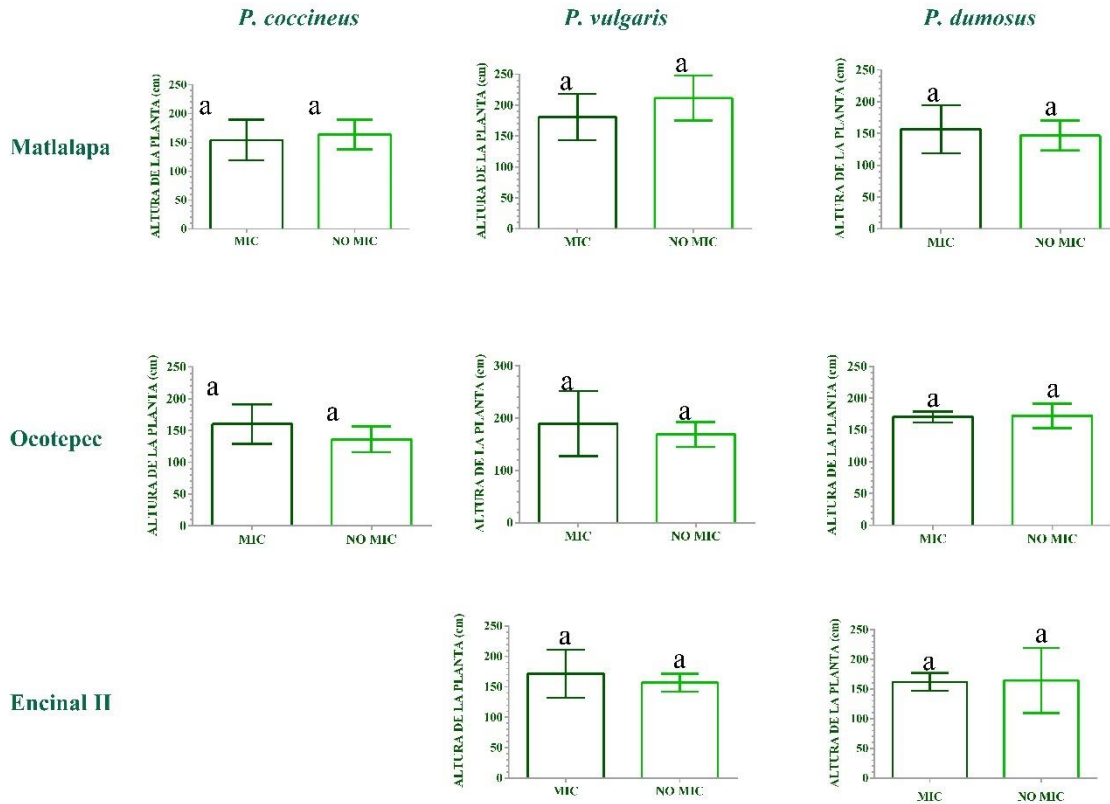 P. coccineus
P. vulgaris
P. dumosus
Matlalapa
ALTURA DE LA PLANTA (cm)
250
200
150
100
50
0
a
a
MIC
NO MIC
ALTURA DE LA PLANTA (cm)
250
200
150
100
50
0
a
a
MIC
NO MIC
ALTURA DE LA PLANTA (cm)
250
200
150
100
50
0
a
a
MIC
NO MIC
Ocotepec
ALTURA DE LA PLANTA (cm)
250
200
150
100
50
0
a
a
MIC
NO MIC
ALTURA DE LA PLANTA (cm)
300
200
100
0
a
a
MIC
NO MIC
ALTURA DE LA PLANTA (cm)
250
200
150
100
50
0
a
a
MIC
NO MIC
Encinal II
ALTURA DE LA PLANTA (cm)
250
200
150
100
50
0
a
a
MIC
NO MIC
ALTURA DE LA PLANTA (cm)
250
200
150
100
50
0
a
a
MIC
NO MIC